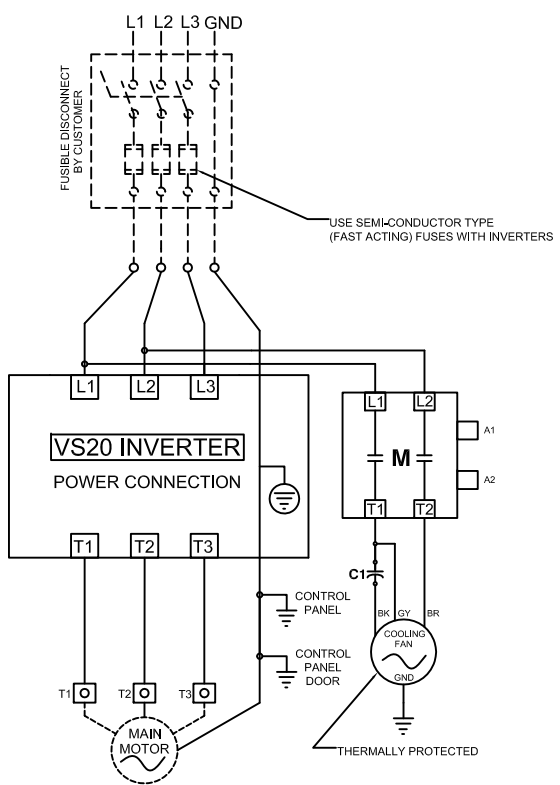 L1 L2 L3 GND
FUSIBLE DISCONNECT
BY CUSTOMER
USE SEMI-CONDUCTOR TYPE
(FAST ACTING) FUSES WITH INVERTERS
L1 L2 L3
VS20 INVERTER
POWER CONNECTION
T1 T2 T3
L1 L2
M
A1
A2
T1 T2
C1
BK GY BR
COOLING
FAN
GND
THERMALLY PROTECTED
CONTROL
PANEL
CONTROL
PANEL
DOOR
T1 T2 T3
MAIN
MOTOR